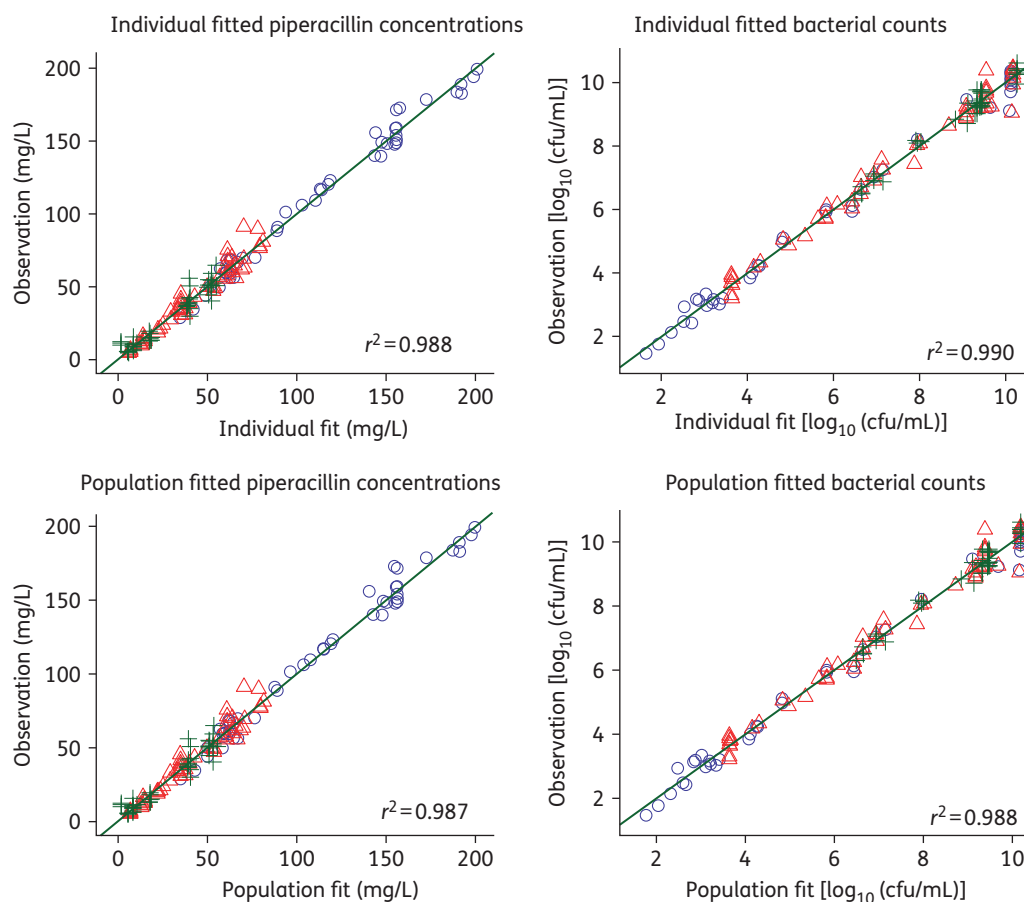 Individual fitted piperacillin concentrations
200
150
100
50
0
Observation (mg/L)
r² = 0.988
0 50 100 150 200
Individual fit (mg/L)
Individual fitted bacterial counts
10
8
6
4
2
Observation [log₁₀ (cfu/mL)]
r² = 0.990
2 4 6 8 10
Individual fit [log₁₀ (cfu/mL)]
Population fitted piperacillin concentrations
200
150
100
50
0
Observation (mg/L)
r² = 0.987
0 50 100 150 200
Population fit (mg/L)
Population fitted bacterial counts
10
8
6
4
2
Observation [log₁₀ (cfu/mL)]
r² = 0.988
2 4 6 8 10
Population fit [log₁₀ (cfu/mL)]